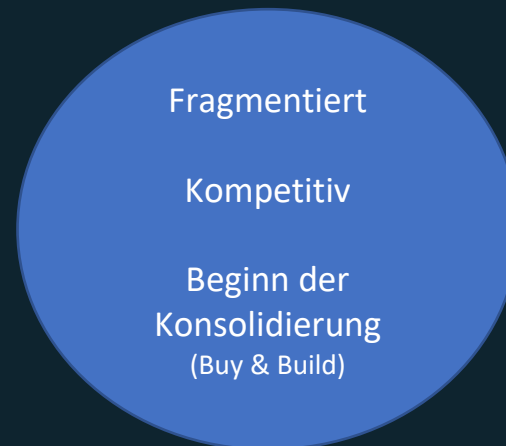 Fragmentiert
Kompetitiv
Beginn der
Konsolidierung
(Buy & Build)